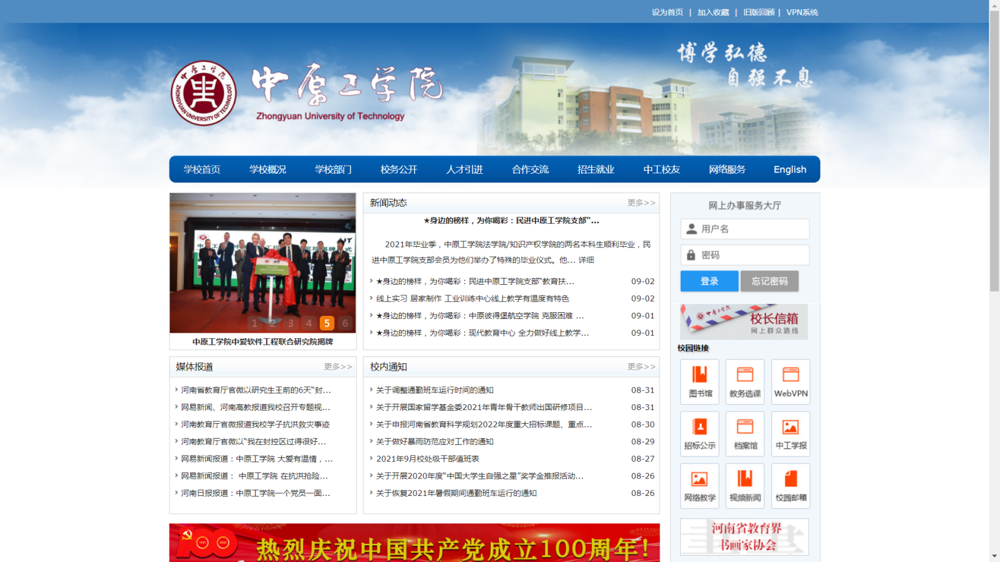 设为首页 | 加入收藏 | 旧版回顾 | VPN系统
博学弘德
自强不息
中原工学院
ZHONGYUAN UNIVERSITY OF TECHNOLOGY
中原工学院
Zhongyuan University of Technology
学校首页 学校概况 学校部门 校务公开 人才引进 合作交流 招生就业 中工校友 网络服务 English
1 2 3 4 5 6
中原工学院中爱软件工程联合研究院揭牌
新闻动态 更多>>
★身边的榜样，为你喝彩：民进中原工学院支部“...
2021年毕业季，中原工学院法学院/知识产权学院的两名本科生顺利毕业，民
进中原工学院支部会员为他们举办了特殊的毕业仪式。他... 详细
★身边的榜样，为你喝彩：民进中原工学院支部“教育扶... 09-02
线上实习 居家制作 工业训练中心线上教学有温度有特色 09-02
★身边的榜样，为你喝彩：中原彼得堡航空学院 克服困难 ... 09-01
★身边的榜样，为你喝彩：现代教育中心 全力做好线上教学... 09-01
网上办事服务大厅
用户名
密码
登录 忘记密码
中原工学院
校长信箱
网上群众路线
校园链接
图书馆 教务选课 WebVPN
招标公示 档案馆 中工学报
网络教学 视频新闻 校园邮箱
河南省教育界
书画家协会
媒体报道 更多>>
河南省教育厅官微以研究生王前的6天“封...
网易新闻、河南高教报道我校召开专题视...
河南教育厅官微报道我校学子抗洪救灾事迹
河南教育厅官微以“我在封控区过得很好...
网易新闻报道：中原工学院 大爱有温情，...
网易新闻报道： 中原工学院 在抗洪抢险...
河南日报报道：中原工学院一个党员一面...
校内通知 更多>>
关于调整通勤班车运行时间的通知 08-31
关于开展国家留学基金委2021年青年骨干教师出国研修项目... 08-31
关于申报河南省教育科学规划2022年度重大招标课题、重点... 08-30
关于做好暴雨防范应对工作的通知 08-29
2021年9月校处级干部值班表 08-27
关于开展2020年度“中国大学生自强之星”奖学金推报活动... 08-26
关于恢复2021年暑假期间通勤班车运行的通知 08-26
100
1921 2021
热烈庆祝中国共产党成立100周年!